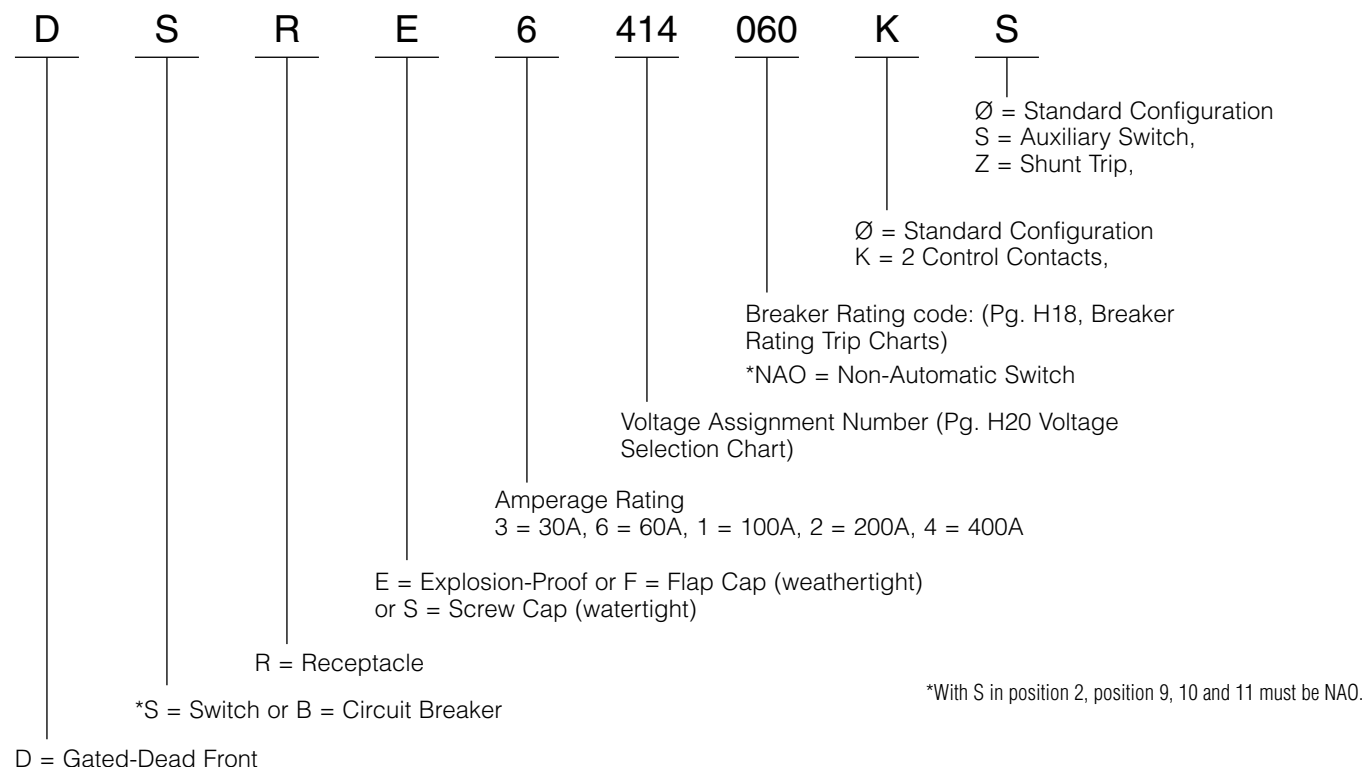 D S R E 6 414 060 K S
Ø = Standard Configuration
S = Auxiliary Switch,
Z = Shunt Trip,
Ø = Standard Configuration
K = 2 Control Contacts,
Breaker Rating code: (Pg. H18, Breaker
Rating Trip Charts)
*NAO = Non-Automatic Switch
Voltage Assignment Number (Pg. H20 Voltage
Selection Chart)
Amperage Rating
3 = 30A, 6 = 60A, 1 = 100A, 2 = 200A, 4 = 400A
E = Explosion-Proof or F = Flap Cap (weathertight)
or S = Screw Cap (watertight)
R = Receptacle
*With S in position 2, position 9, 10 and 11 must be NAO.
*S = Switch or B = Circuit Breaker
D = Gated-Dead Front